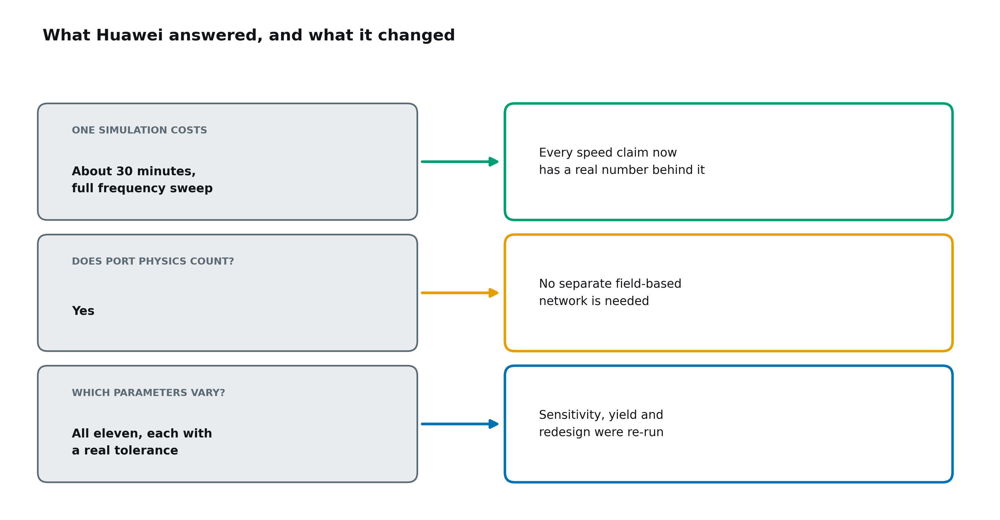 What Huawei answered, and what it changed
ONE SIMULATION COSTS
About 30 minutes,
full frequency sweep
Every speed claim now
has a real number behind it
DOES PORT PHYSICS COUNT?
Yes
No separate field-based
network is needed
WHICH PARAMETERS VARY?
All eleven, each with
a real tolerance
Sensitivity, yield and
redesign were re-run